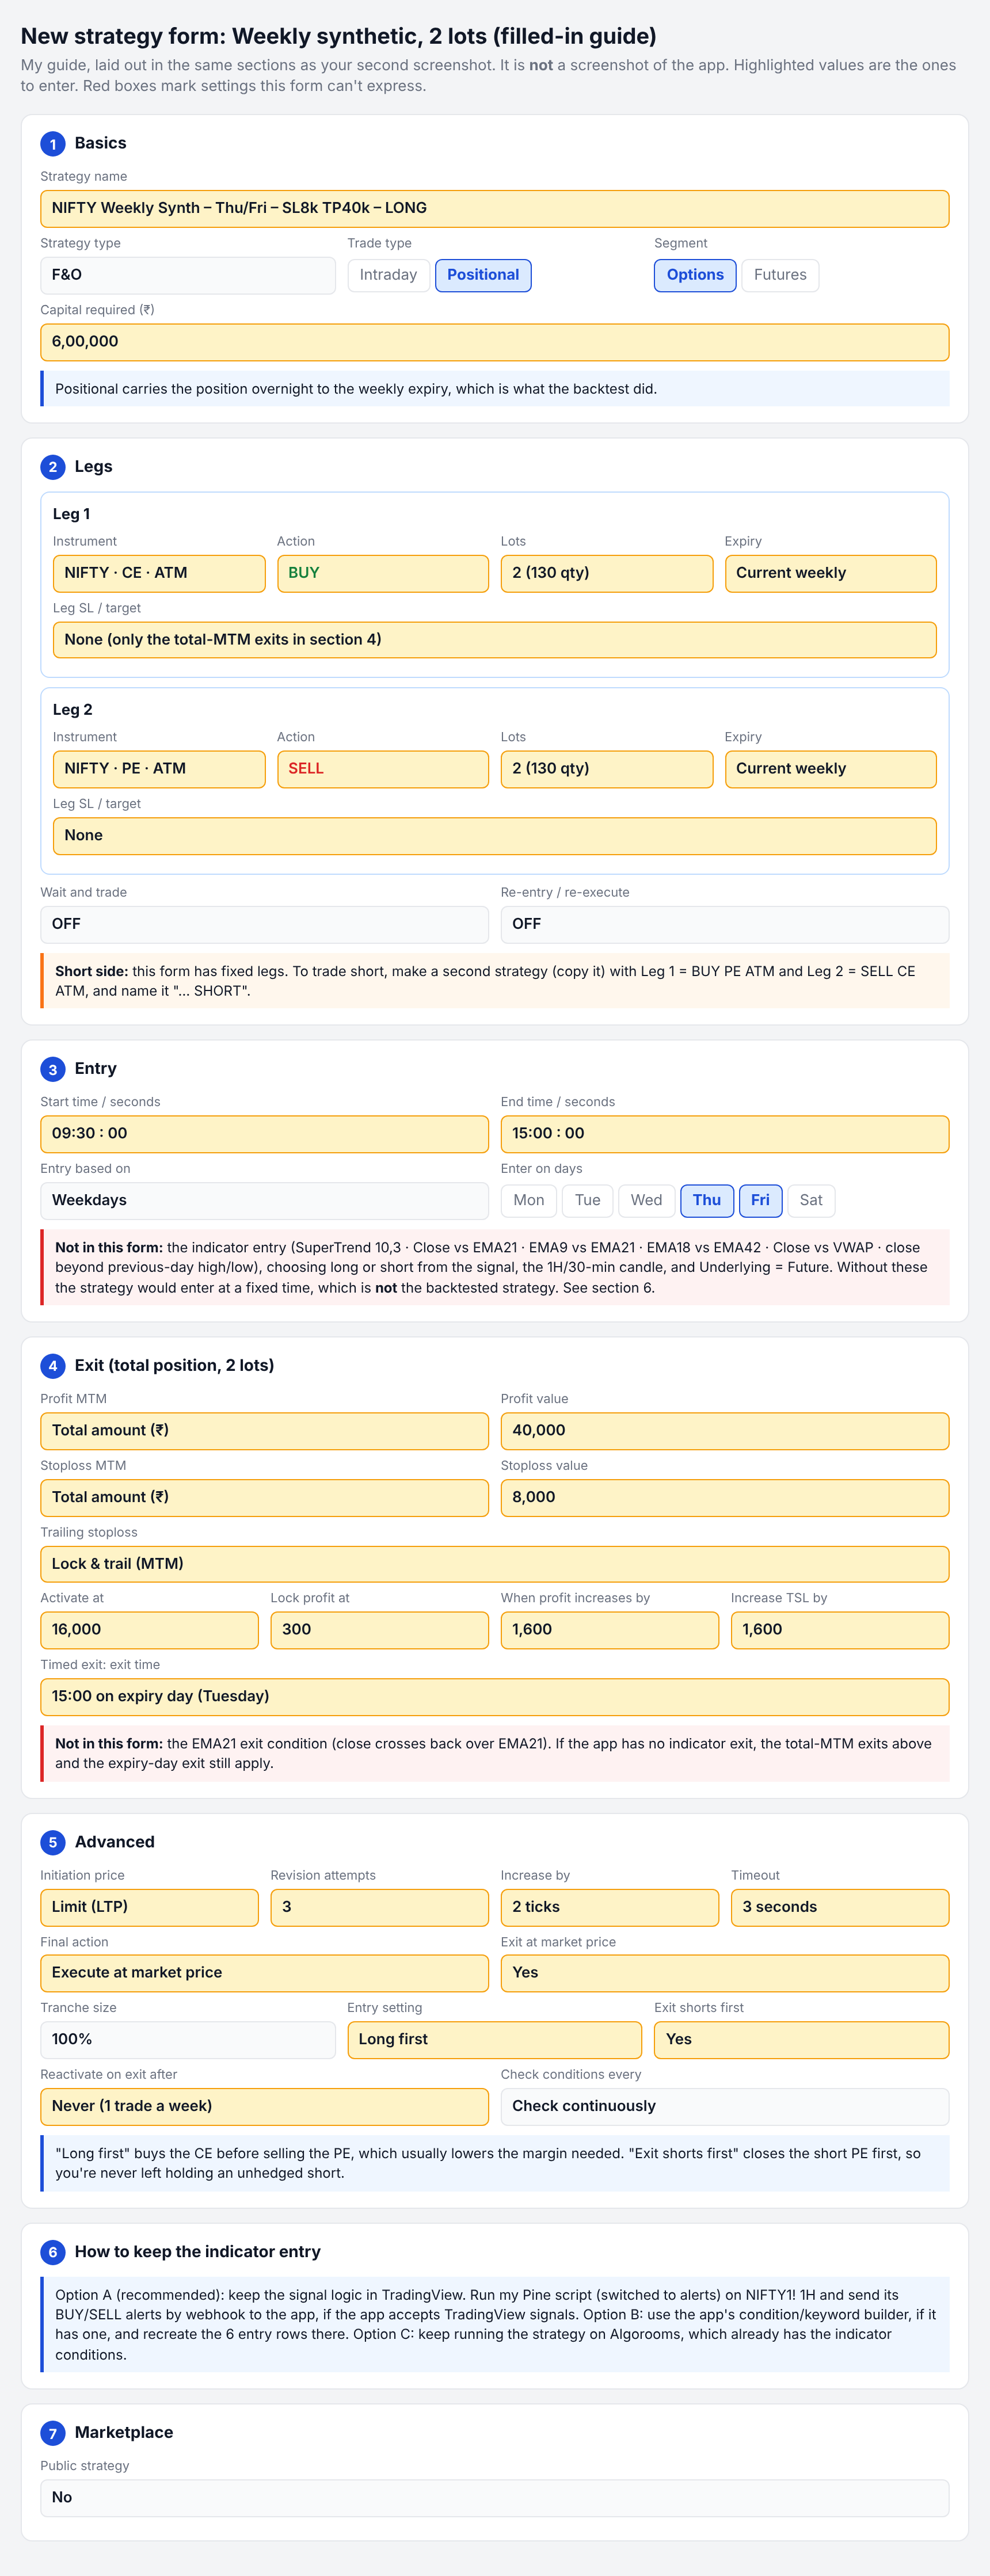 New strategy form: Weekly synthetic, 2 lots (filled-in guide)
My guide, laid out in the same sections as your second screenshot. It is not a screenshot of the app. Highlighted values are the ones
to enter. Red boxes mark settings this form can't express.
1 Basics
Strategy name
NIFTY Weekly Synth – Thu/Fri – SL8k TP40k – LONG
Strategy type Trade type Segment
F&O Intraday Positional Options Futures
Capital required (₹)
6,00,000
Positional carries the position overnight to the weekly expiry, which is what the backtest did.
2 Legs
Leg 1
Instrument Action Lots Expiry
NIFTY · CE · ATM BUY 2 (130 qty) Current weekly
Leg SL / target
None (only the total-MTM exits in section 4)
Leg 2
Instrument Action Lots Expiry
NIFTY · PE · ATM SELL 2 (130 qty) Current weekly
Leg SL / target
None
Wait and trade Re-entry / re-execute
OFF OFF
Short side: this form has fixed legs. To trade short, make a second strategy (copy it) with Leg 1 = BUY PE ATM and Leg 2 = SELL CE
ATM, and name it "... SHORT".
3 Entry
Start time / seconds End time / seconds
09:30 : 00 15:00 : 00
Entry based on Enter on days
Weekdays Mon Tue Wed Thu Fri Sat
Not in this form: the indicator entry (SuperTrend 10,3 · Close vs EMA21 · EMA9 vs EMA21 · EMA18 vs EMA42 · Close vs VWAP · close
beyond previous-day high/low), choosing long or short from the signal, the 1H/30-min candle, and Underlying = Future. Without these
the strategy would enter at a fixed time, which is not the backtested strategy. See section 6.
4 Exit (total position, 2 lots)
Profit MTM Profit value
Total amount (₹) 40,000
Stoploss MTM Stoploss value
Total amount (₹) 8,000
Trailing stoploss
Lock & trail (MTM)
Activate at Lock profit at When profit increases by Increase TSL by
16,000 300 1,600 1,600
Timed exit: exit time
15:00 on expiry day (Tuesday)
Not in this form: the EMA21 exit condition (close crosses back over EMA21). If the app has no indicator exit, the total-MTM exits above
and the expiry-day exit still apply.
5 Advanced
Initiation price Revision attempts Increase by Timeout
Limit (LTP) 3 2 ticks 3 seconds
Final action Exit at market price
Execute at market price Yes
Tranche size Entry setting Exit shorts first
100% Long first Yes
Reactivate on exit after Check conditions every
Never (1 trade a week) Check continuously
"Long first" buys the CE before selling the PE, which usually lowers the margin needed. "Exit shorts first" closes the short PE first, so
you're never left holding an unhedged short.
6 How to keep the indicator entry
Option A (recommended): keep the signal logic in TradingView. Run my Pine script (switched to alerts) on NIFTY1! 1H and send its
BUY/SELL alerts by webhook to the app, if the app accepts TradingView signals. Option B: use the app's condition/keyword builder, if it
has one, and recreate the 6 entry rows there. Option C: keep running the strategy on Algorooms, which already has the indicator
conditions.
7 Marketplace
Public strategy
No